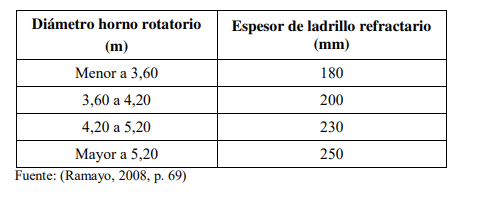 Diámetro horno rotatorio
(m)
Espesor de ladrillo refractario
(mm)
Menor a 3,60 180
3,60 a 4,20 200
4,20 a 5,20 230
Mayor a 5,20 250
Fuente: (Ramayo, 2008, p. 69)